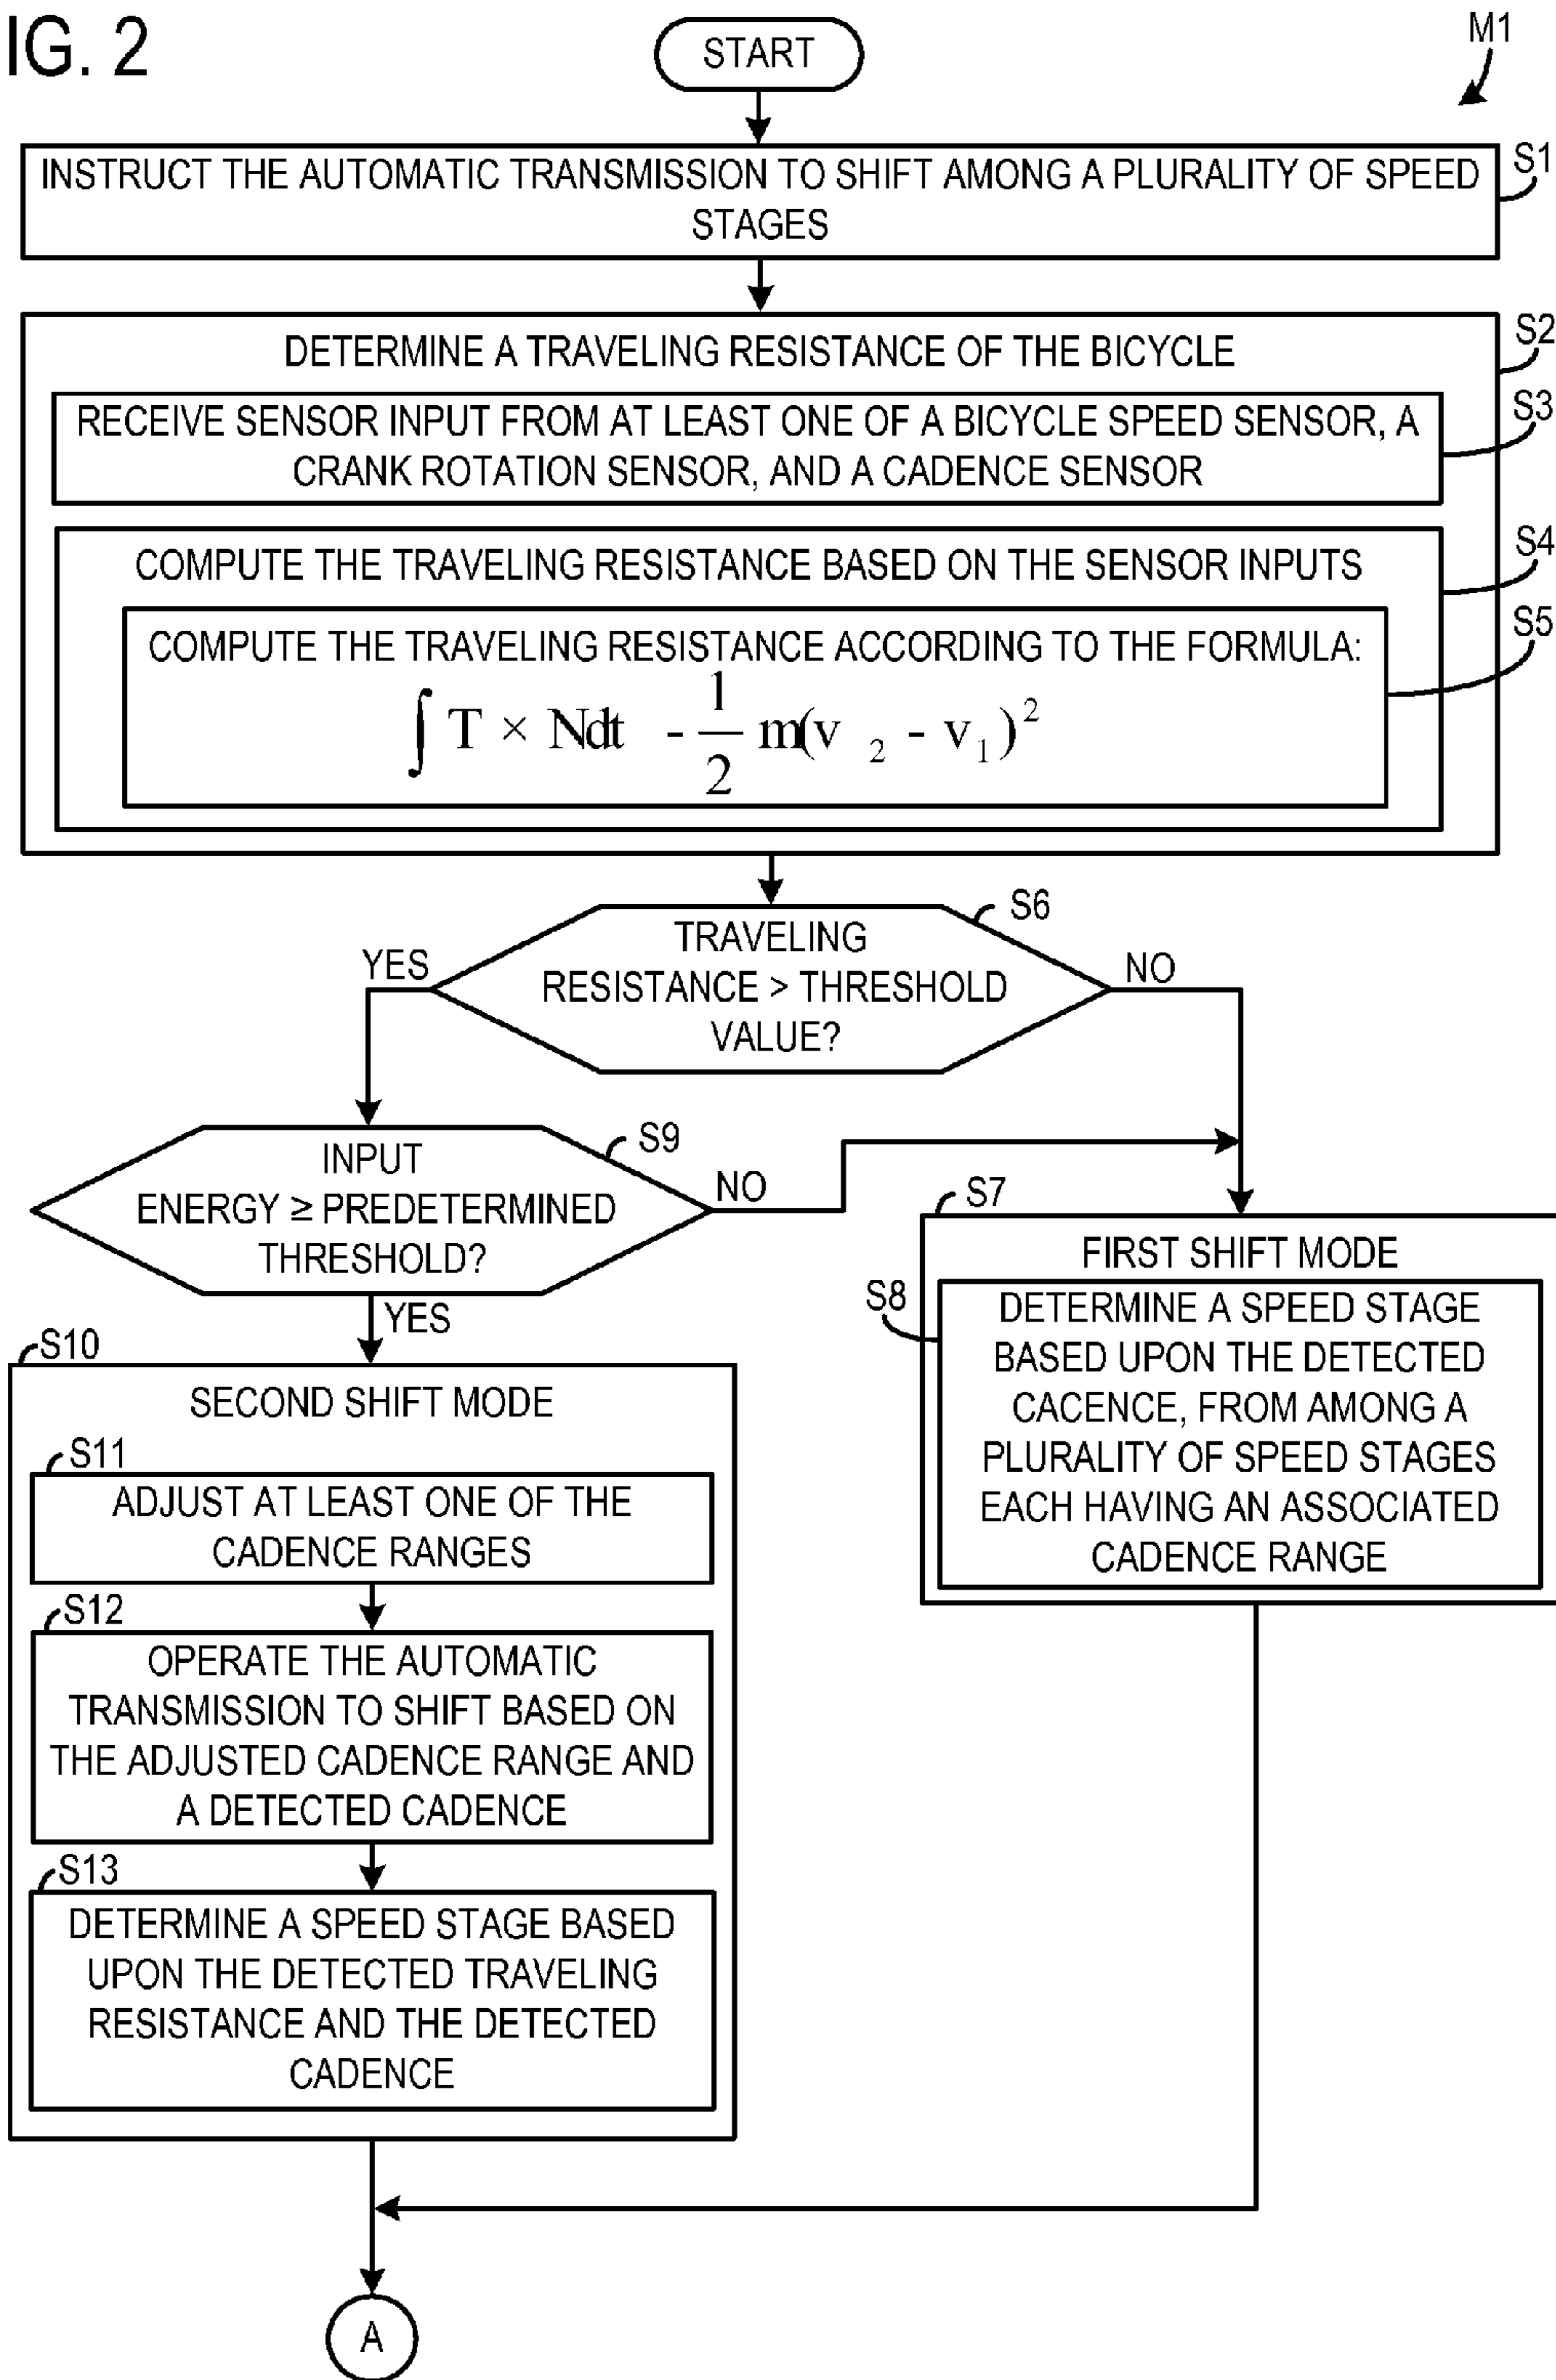 IG. 2
M1
START
INSTRUCT THE AUTOMATIC TRANSMISSION TO SHIFT AMONG A PLURALITY OF SPEED
STAGES
S1
DETERMINE A TRAVELING RESISTANCE OF THE BICYCLE
S2
RECEIVE SENSOR INPUT FROM AT LEAST ONE OF A BICYCLE SPEED SENSOR, A
CRANK ROTATION SENSOR, AND A CADENCE SENSOR
S3
COMPUTE THE TRAVELING RESISTANCE BASED ON THE SENSOR INPUTS
S4
COMPUTE THE TRAVELING RESISTANCE ACCORDING TO THE FORMULA:
S5
∫ T × Ndt - 1/2 m(v₂ - v₁)²
S6
TRAVELING
RESISTANCE > THRESHOLD
VALUE?
YES
NO
S9
INPUT
ENERGY ≥ PREDETERMINED
THRESHOLD?
NO
YES
S7
FIRST SHIFT MODE
S8
DETERMINE A SPEED STAGE
BASED UPON THE DETECTED
CACENCE, FROM AMONG A
PLURALITY OF SPEED STAGES
EACH HAVING AN ASSOCIATED
CADENCE RANGE
S10
SECOND SHIFT MODE
S11
ADJUST AT LEAST ONE OF THE
CADENCE RANGES
S12
OPERATE THE AUTOMATIC
TRANSMISSION TO SHIFT BASED ON
THE ADJUSTED CADENCE RANGE AND
A DETECTED CADENCE
S13
DETERMINE A SPEED STAGE BASED
UPON THE DETECTED TRAVELING
RESISTANCE AND THE DETECTED
CADENCE
A